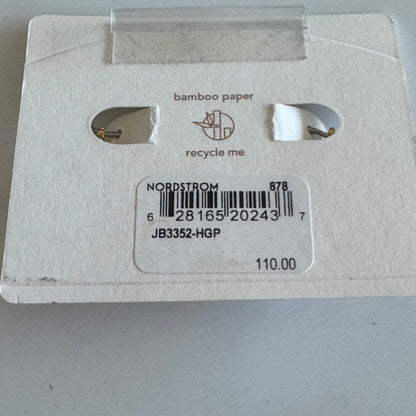 bamboo paper
recycle me
NORDSTROM 878
6 28165 20243 7
JB3352-HGP
110.00